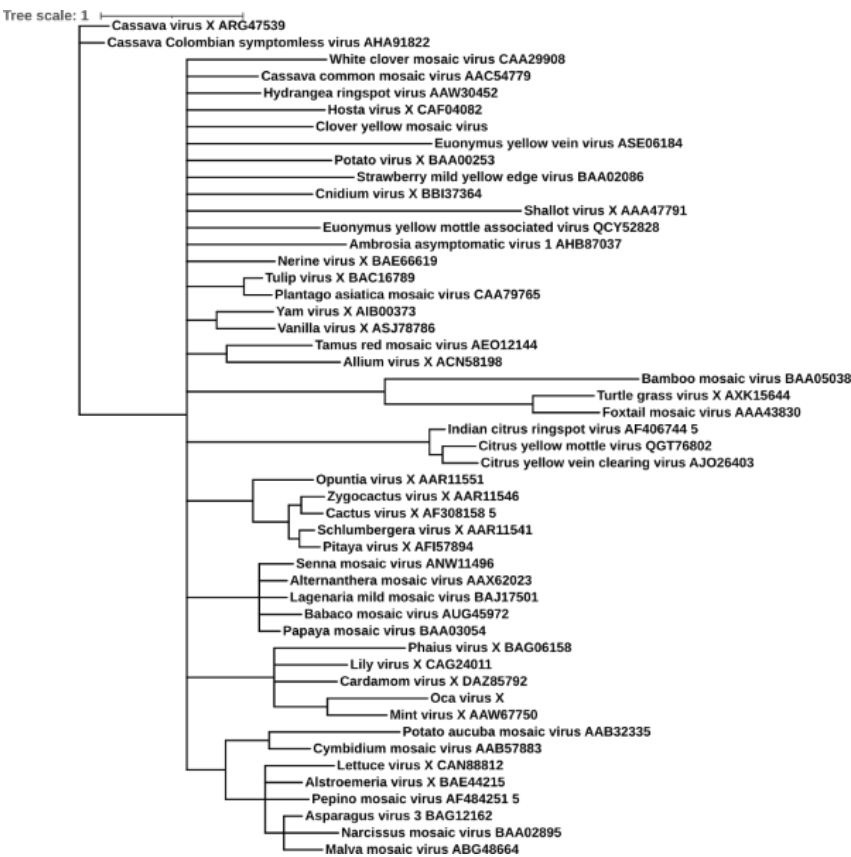 Tree scale: 1
Cassava virus X ARG47539
Cassava Colombian symptomless virus AHA91822
White clover mosaic virus CAA29908
Cassava common mosaic virus AAC54779
Hydrangea ringspot virus AAW30452
Hosta virus X CAF04082
Clover yellow mosaic virus
Euonymus yellow vein virus ASE06184
Potato virus X BAA00253
Strawberry mild yellow edge virus BAA02086
Cnidium virus X BBI37364
Shallot virus X AAA47791
Euonymus yellow mottle associated virus QCY52828
Ambrosia asymptomatic virus 1 AHB87037
Nerine virus X BAE66619
Tulip virus X BAC16789
Plantago asiatica mosaic virus CAA79765
Yam virus X AIB00373
Vanilla virus X ASJ78786
Tamus red mosaic virus AEO12144
Allium virus X ACN58198
Bamboo mosaic virus BAA05038
Turtle grass virus X AXK15644
Foxtail mosaic virus AAA43830
Indian citrus ringspot virus AF406744 5
Citrus yellow mottle virus QGT76802
Citrus yellow vein clearing virus AJO26403
Opuntia virus X AAR11551
Zygocactus virus X AAR11546
Cactus virus X AF308158 5
Schlumbergera virus X AAR11541
Pitaya virus X AFI57894
Senna mosaic virus ANW11496
Alternanthera mosaic virus AAX62023
Lagenaria mild mosaic virus BAJ17501
Babaco mosaic virus AUG45972
Papaya mosaic virus BAA03054
Phaius virus X BAG06158
Lily virus X CAG24011
Cardamom virus X DAZ85792
Oca virus X
Mint virus X AAW67750
Potato aucuba mosaic virus AAB32335
Cymbidium mosaic virus AAB57883
Lettuce virus X CAN88812
Alstroemeria virus X BAE44215
Pepino mosaic virus AF484251 5
Asparagus virus 3 BAG12162
Narcissus mosaic virus BAA02895
Malva mosaic virus ABG48664